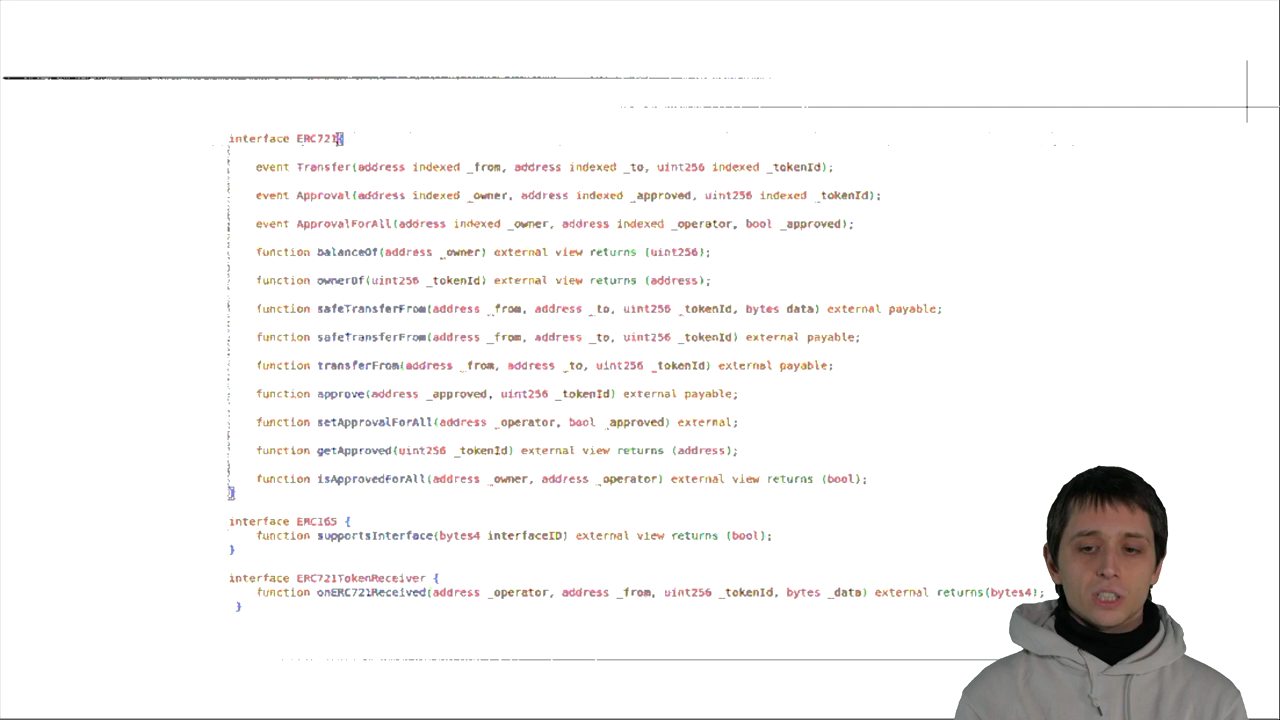 interface ERC721{
event Transfer(address indexed _from, address indexed _to, uint256 indexed _tokenId);
event Approval(address indexed _owner, address indexed _approved, uint256 indexed _tokenId);
event ApprovalForAll(address indexed _owner, address indexed _operator, bool _approved);
function balanceOf(address _owner) external view returns (uint256);
function ownerOf(uint256 _tokenId) external view returns (address);
function safeTransferFrom(address _from, address _to, uint256 _tokenId, bytes data) external payable;
function safeTransferFrom(address _from, address _to, uint256 _tokenId) external payable;
function transferFrom(address _from, address _to, uint256 _tokenId) external payable;
function approve(address _approved, uint256 _tokenId) external payable;
function setApprovalForAll(address _operator, bool _approved) external;
function getApproved(uint256 _tokenId) external view returns (address);
function isApprovedForAll(address _owner, address _operator) external view returns (bool);
}
interface ERC165 {
function supportsInterface(bytes4 interfaceID) external view returns (bool);
}
interface ERC721TokenReceiver {
function onERC721Received(address _operator, address _from, uint256 _tokenId, bytes _data) external returns(bytes4);
}